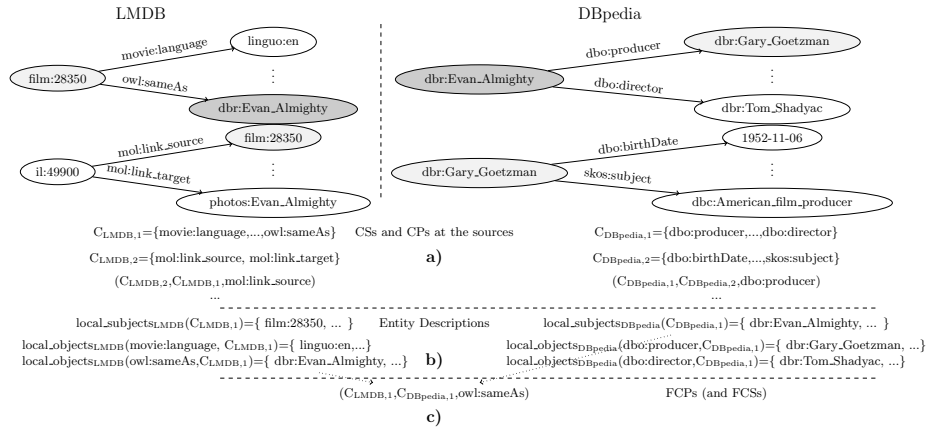 LMDB
DBpedia
movie:language
linguo:en
film:28350
owl:sameAs
⋮
dbr:Evan_Almighty
mol:link_source
film:28350
il:49900
mol:link_target
⋮
photos:Evan_Almighty
dbo:producer
dbr:Gary_Goetzman
dbr:Evan_Almighty
dbo:director
⋮
dbr:Tom_Shadyac
dbo:birthDate
1952-11-06
dbr:Gary_Goetzman
skos:subject
⋮
dbc:American_film_producer
C_LMDB,1={movie:language,...,owl:sameAs}
CSs and CPs at the sources
C_DBpedia,1={dbo:producer,...,dbo:director}
C_LMDB,2={mol:link_source, mol:link_target}
a)
C_DBpedia,2={dbo:birthDate,...,skos:subject}
(C_LMDB,2,C_LMDB,1,mol:link_source)
(C_DBpedia,1,C_DBpedia,2,dbo:producer)
...
...
local_subjects_LMDB(C_LMDB,1)={ film:28350, ... }
Entity Descriptions
local_subjects_DBpedia(C_DBpedia,1)={ dbr:Evan_Almighty, ... }
local_objects_LMDB(movie:language, C_LMDB,1)={ linguo:en,...}
local_objects_DBpedia(dbo:producer,C_DBpedia,1)={ dbr:Gary_Goetzman, ...}
local_objects_LMDB(owl:sameAs,C_LMDB,1)={ dbr:Evan_Almighty, ...}
b)
local_objects_DBpedia(dbo:director,C_DBpedia,1)={ dbr:Tom_Shadyac, ...}
(C_LMDB,1,C_DBpedia,1,owl:sameAs)
FCPs (and FCSs)
c)